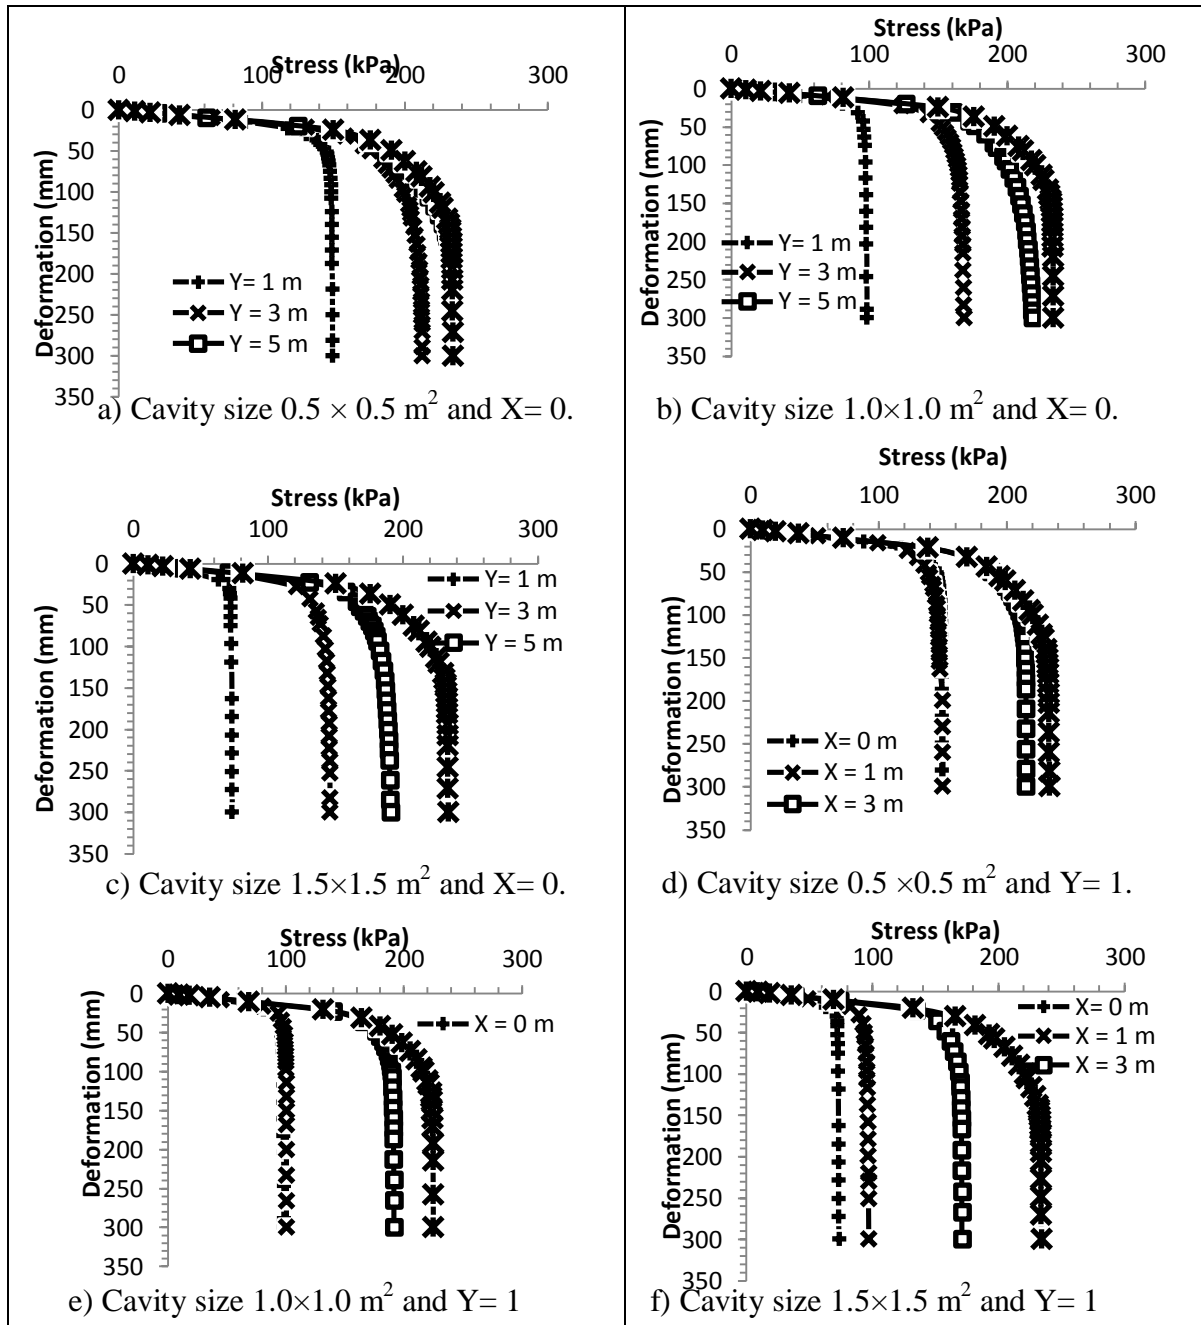 Stress (kPa)
0 100 200 300
0
50
100
150
200
250
300
350
Deformation (mm)
Y= 1 m
Y = 3 m
Y = 5 m
a) Cavity size 0.5 × 0.5 m² and X= 0.
Stress (kPa)
0 100 200 300
0
50
100
150
200
250
300
350
Deformation (mm)
Y= 1 m
Y = 3 m
Y = 5 m
b) Cavity size 1.0×1.0 m² and X= 0.
Stress (kPa)
0 100 200 300
0
50
100
150
200
250
300
350
Deformation (mm)
Y= 1 m
Y = 3 m
Y = 5 m
c) Cavity size 1.5×1.5 m² and X= 0.
Stress (kPa)
0 100 200 300
0
50
100
150
200
250
300
350
Deformation (mm)
X= 0 m
X = 1 m
X = 3 m
d) Cavity size 0.5 ×0.5 m² and Y= 1.
Stress (kPa)
0 100 200 300
0
50
100
150
200
250
300
350
Deformation (mm)
X = 0 m
e) Cavity size 1.0×1.0 m² and Y= 1
Stress (kPa)
0 100 200 300
0
50
100
150
200
250
300
350
Deformation (mm)
X= 0 m
X = 1 m
X = 3 m
f) Cavity size 1.5×1.5 m² and Y= 1